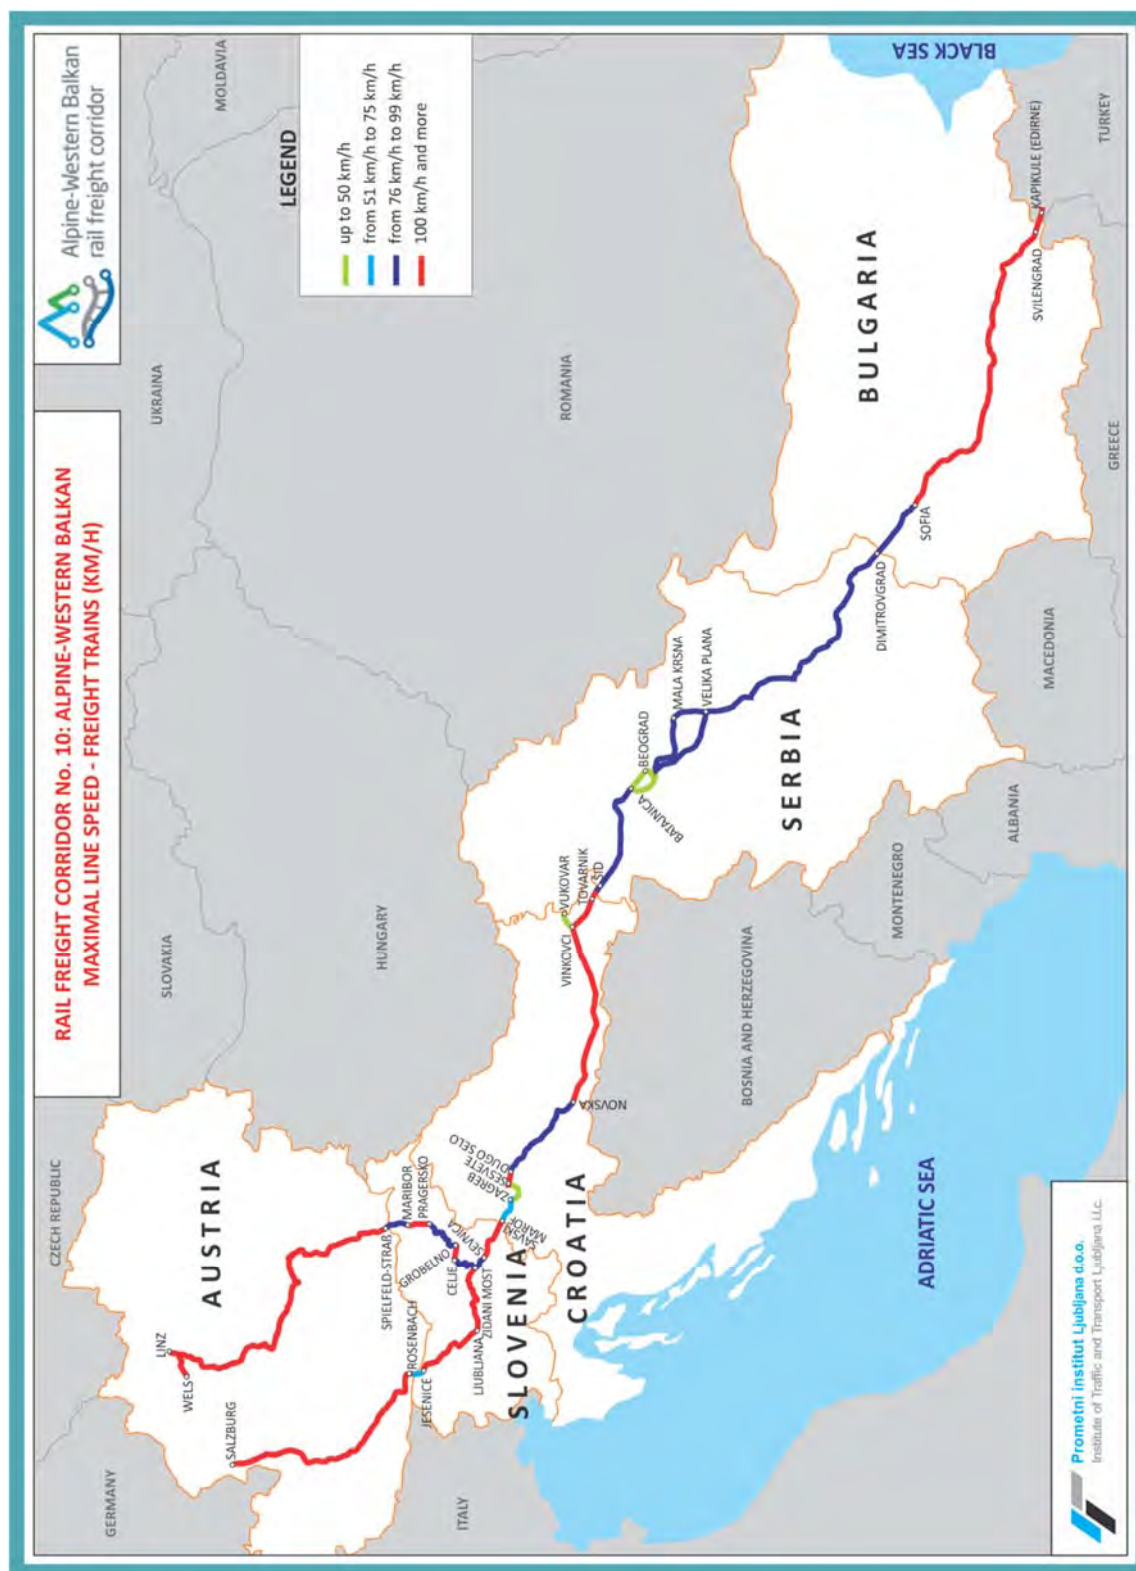 RAIL FREIGHT CORRIDOR No. 10: ALPINE-WESTERN BALKAN
MAXIMAL LINE SPEED - FREIGHT TRAINS (KM/H)
Alpine-Western Balkan
rail freight corridor
LEGEND
up to 50 km/h
from 51 km/h to 75 km/h
from 76 km/h to 99 km/h
100 km/h and more
CZECH REPUBLIC
SLOVAKIA
UKRAINA
MOLDAVIA
GERMANY
AUSTRIA
LINZ
WELS
SALZBURG
HUNGARY
ROMANIA
SPIELFELD-STRAß
MARIBOR
PRAGERSKO
ROSENBACH
JESENICE
GROBELNO
CELJE
SEVNICA
ZIDANI MOST
LJUBLJANA
ITALY
SLOVENIA
SAVSKI
MAROF
ZAGREB
SESVETE
DUGO SELO
CROATIA
NOVSKA
VINKOVCI
VUKOVAR
TOVARNIK
ŠID
BATAJNICA
BEOGRAD
MALA KRSNA
VELIKA PLANA
SERBIA
DIMITROVGRAD
SOFIA
BULGARIA
SVILENGRAD
KAPIKULE (EDIRNE)
BLACK SEA
TURKEY
GREECE
MACEDONIA
ALBANIA
MONTENEGRO
BOSNIA AND HERZEGOVINA
ADRIATIC SEA
Prometni institut Ljubljana d.o.o.
Institute of Traffic and Transport Ljubljana l.l.c.